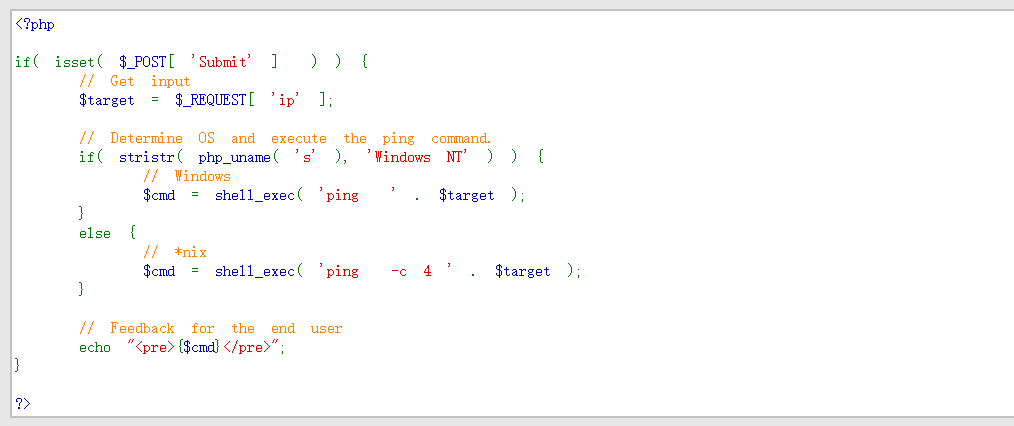 <?php
if( isset( $_POST[ 'Submit' ] ) ) {
// Get input
$target = $_REQUEST[ 'ip' ];
// Determine OS and execute the ping command.
if( stristr( php_uname( 's' ), 'Windows NT' ) ) {
// Windows
$cmd = shell_exec( 'ping ' . $target );
}
else {
// *nix
$cmd = shell_exec( 'ping -c 4 ' . $target );
}
// Feedback for the end user
echo "<pre>{$cmd}</pre>";
}
?>